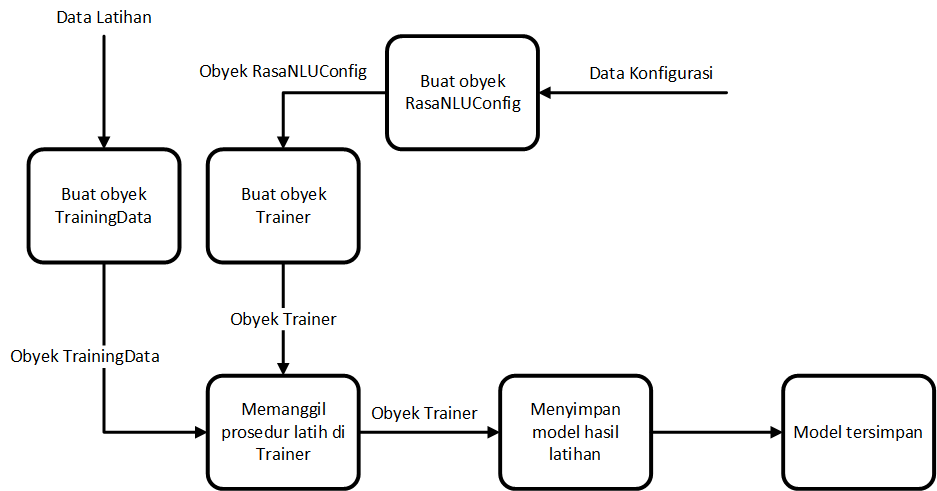 Data Latihan
Obyek RasaNLUConfig
Buat obyek
RasaNLUConfig
Data Konfigurasi
Buat obyek
TrainingData
Buat obyek
Trainer
Obyek Trainer
Obyek TrainingData
Memanggil
prosedur latih di
Trainer
Obyek Trainer
Menyimpan
model hasil
latihan
Model tersimpan